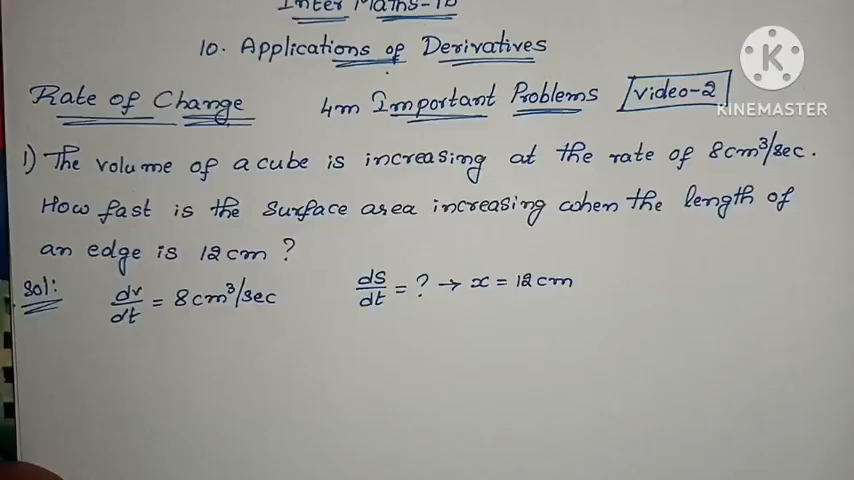 Inter Maths-1B
10. Applications of Derivatives
Rate of Change 4m Important Problems video-2
K
KINEMASTER
1) The volume of a cube is increasing at the rate of 8cm³/sec.
How fast is the surface area increasing when the length of
an edge is 12cm?
Sol: dv/dt = 8cm³/sec ds/dt = ? → x = 12cm